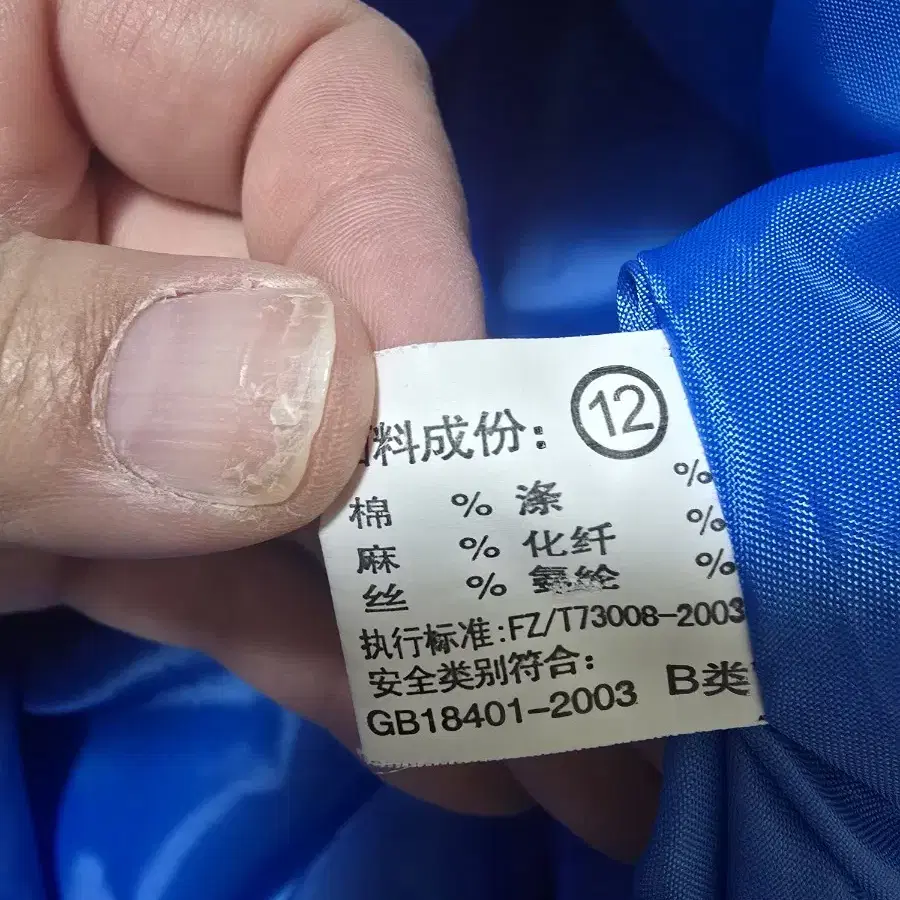 料成份： ⑫
棉 % 涤 %
麻 % 化纤 %
丝 % 氨纶 %
执行标准:FZ/T73008-2003
安全类别符合：
GB18401-2003 B类